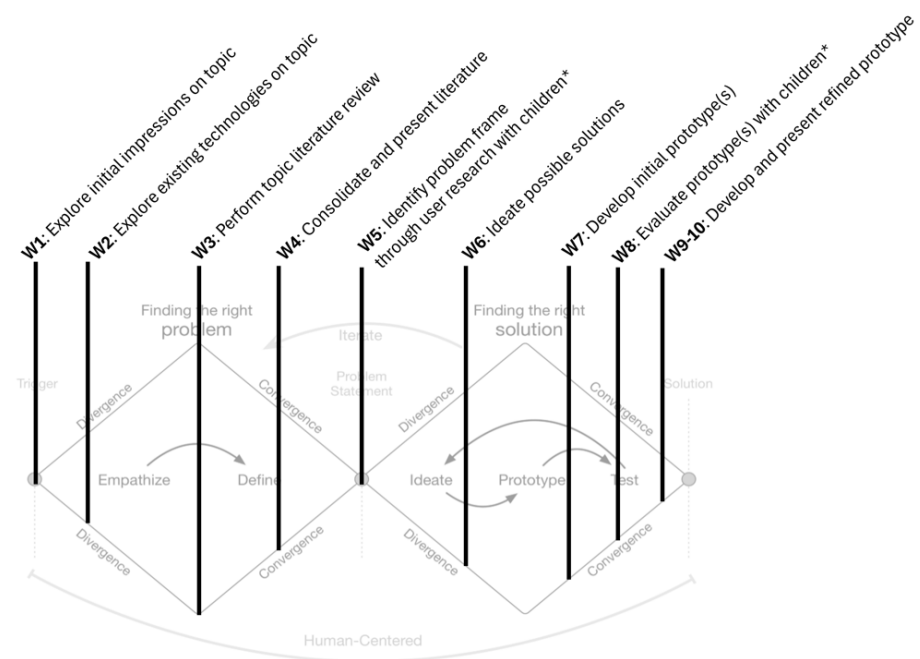 W1: Explore initial impressions on topic
W2: Explore existing technologies on topic
W3: Perform topic literature review
W4: Consolidate and present literature
W5: Identify problem frame
through user research with children*
W6: Ideate possible solutions
W7: Develop initial prototype(s)
W8: Evaluate prototype(s) with children*
W9-10: Develop and present refined prototype
Finding the right
problem
Finding the right
solution
Iterate
Trigger
Problem
Statement
Solution
Divergence
Convergence
Divergence
Convergence
Empathize
Define
Ideate
Prototype
Test
Divergence
Convergence
Divergence
Convergence
Human-Centered